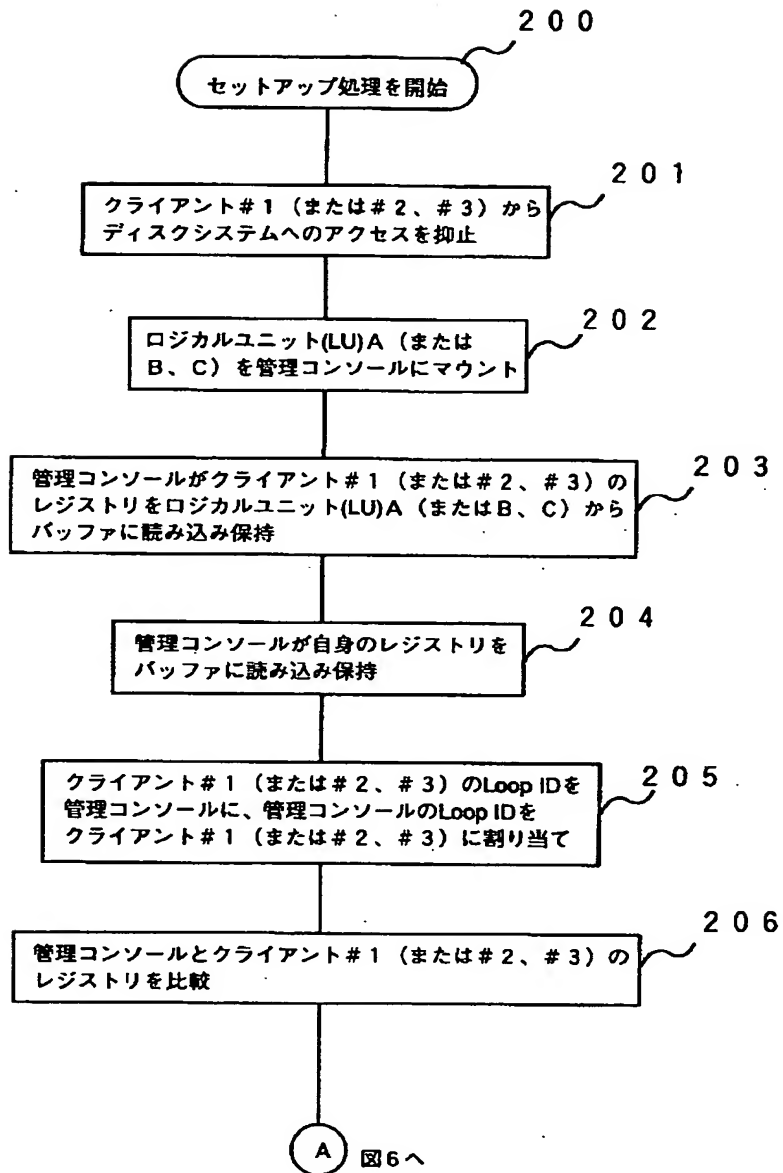 200
セットアップ処理を開始
201
クライアント#1（または#2、#3）から
ディスクシステムへのアクセスを抑止
202
ロジカルユニット(LU)A（または
B、C）を管理コンソールにマウント
203
管理コンソールがクライアント#1（または#2、#3）の
レジストリをロジカルユニット(LU)A（またはB、C）から
バッファに読み込み保持
204
管理コンソールが自身のレジストリを
バッファに読み込み保持
205
クライアント#1（または#2、#3）のLoop IDを
管理コンソールに、管理コンソールのLoop IDを
クライアント#1（または#2、#3）に割り当て
206
管理コンソールとクライアント#1（または#2、#3）の
レジストリを比較
A 図6へ